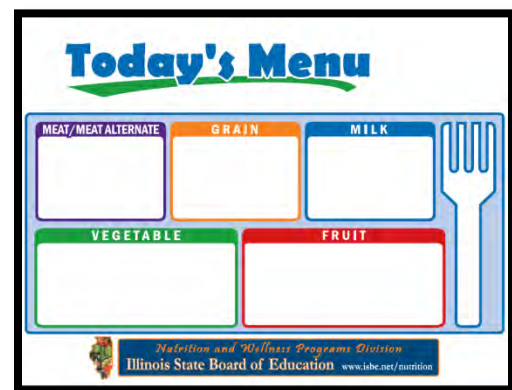 Today's Menu
MEAT/MEAT ALTERNATE GRAIN MILK
VEGETABLE FRUIT
Nutrition and Wellness Programs Division
Illinois State Board of Education www.isbe.net/nutrition